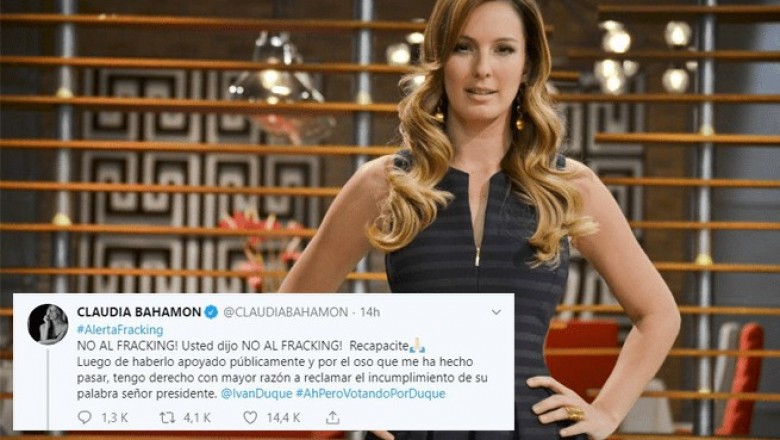 CLAUDIA BAHAMON @CLAUDIABAHAMON · 14h
#AlertaFracking
NO AL FRACKING! Usted dijo NO AL FRACKING! Recapacite🙏🏻
Luego de haberlo apoyado públicamente y por el oso que me ha hecho
pasar, tengo derecho con mayor razón a reclamar el incumplimiento de su
palabra señor presidente. @IvanDuque #AhPeroVotandoPorDuque
1,3 K 4,1 K 14,4 K